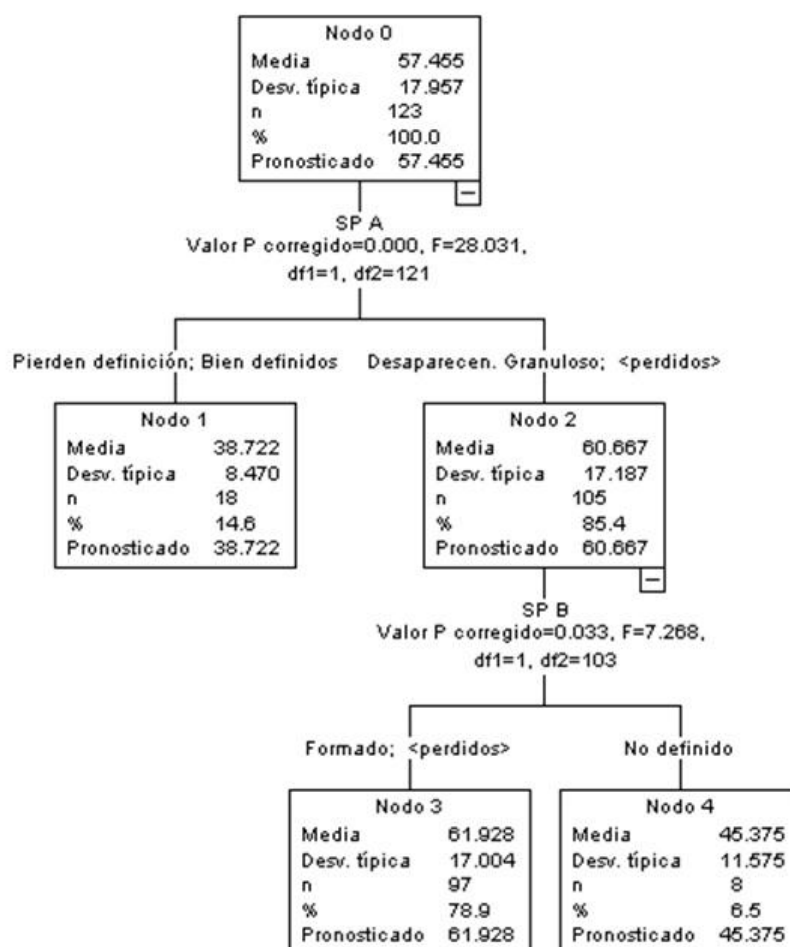 Nodo 0
Media 57.455
Desv. típica 17.957
n 123
% 100.0
Pronosticado 57.455
SP A
Valor P corregido=0.000, F=28.031,
df1=1, df2=121
Pierden definición; Bien definidos
Desaparecen. Granuloso; <perdidos>
Nodo 1
Media 38.722
Desv. típica 8.470
n 18
% 14.6
Pronosticado 38.722
Nodo 2
Media 60.667
Desv. típica 17.187
n 105
% 85.4
Pronosticado 60.667
SP B
Valor P corregido=0.033, F=7.268,
df1=1, df2=103
Formado; <perdidos>
No definido
Nodo 3
Media 61.928
Desv. típica 17.004
n 97
% 78.9
Pronosticado 61.928
Nodo 4
Media 45.375
Desv. típica 11.575
n 8
% 6.5
Pronosticado 45.375